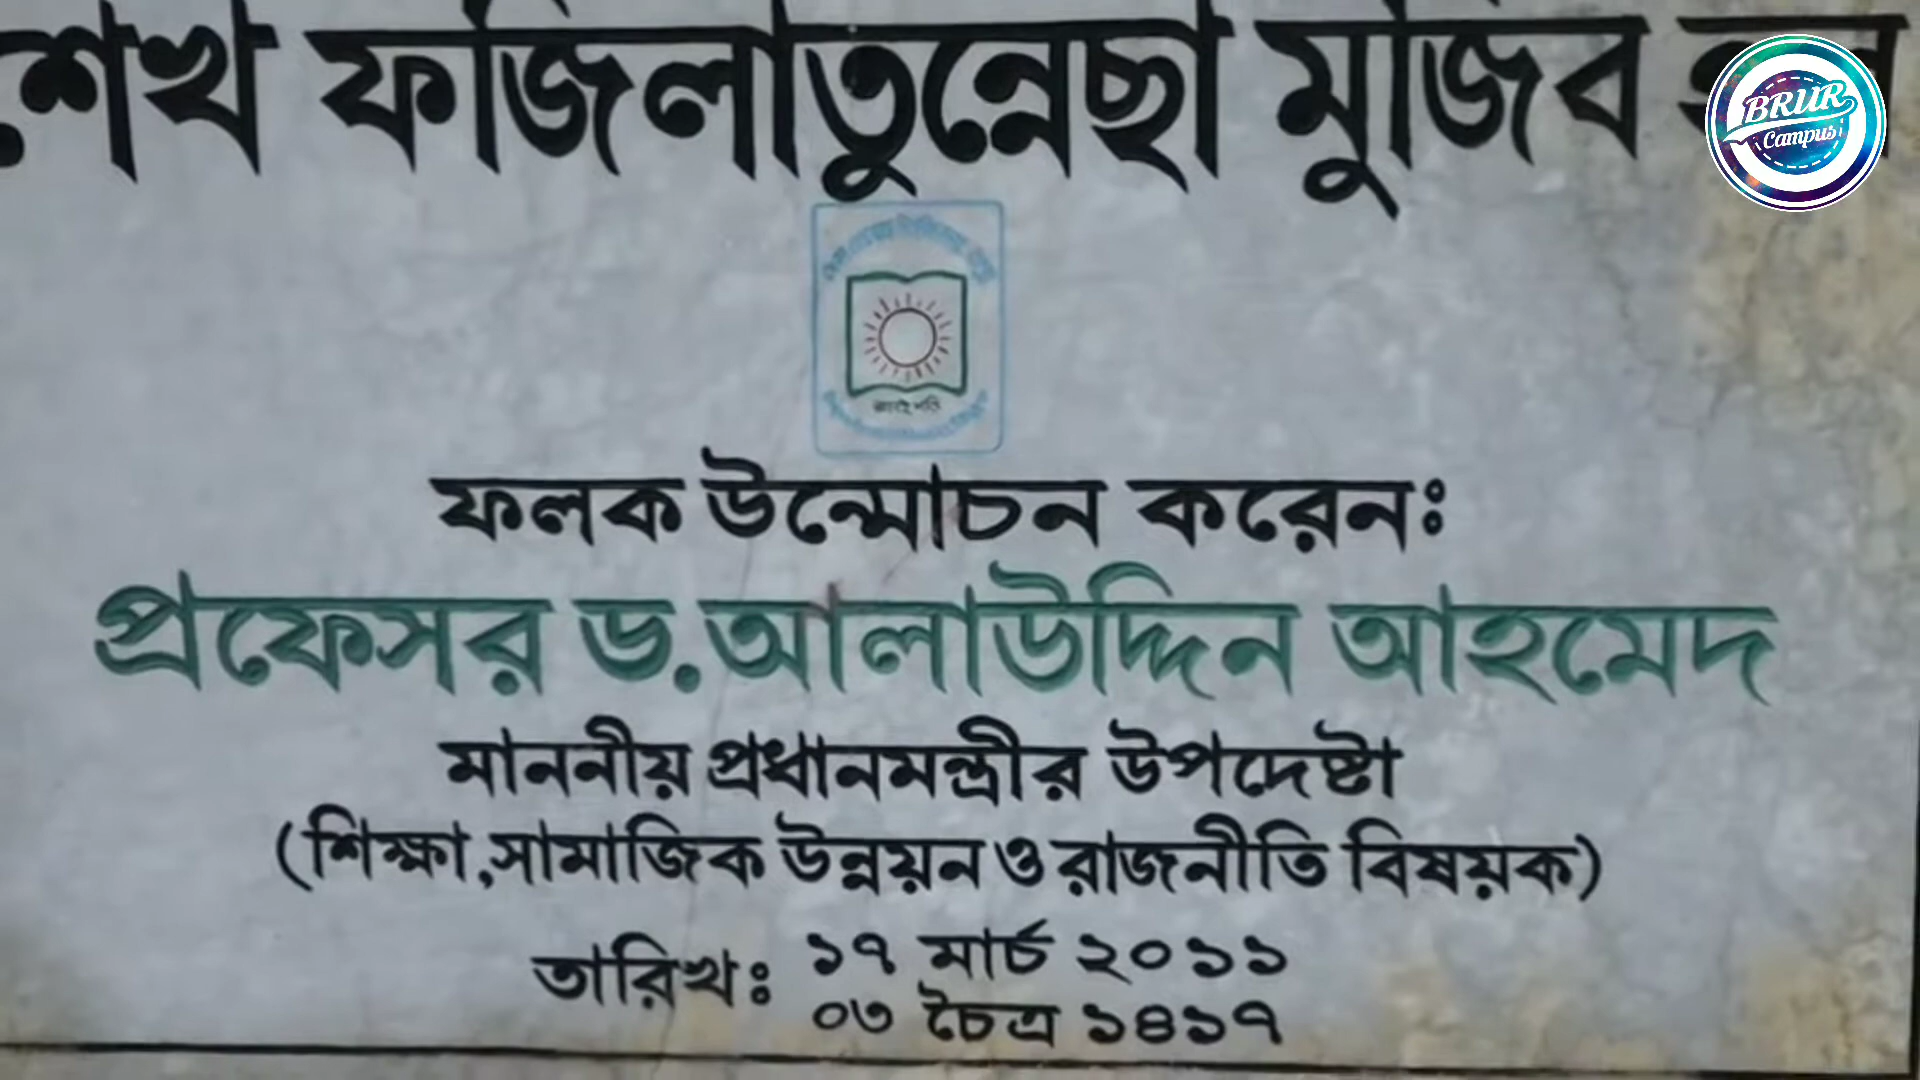 শেখ ফজিলাতুন্নেছা মুজিব হল
BRUR
Campus
ফলক উন্মোচন করেনঃ
প্রফেসর ড. আলাউদ্দিন আহমেদ
মাননীয় প্রধানমন্ত্রীর উপদেষ্টা
(শিক্ষা,সামাজিক উন্নয়ন ও রাজনীতি বিষয়ক)
তারিখঃ ১৭ মার্চ ২০১১
০৩ চৈত্র ১৪১৭